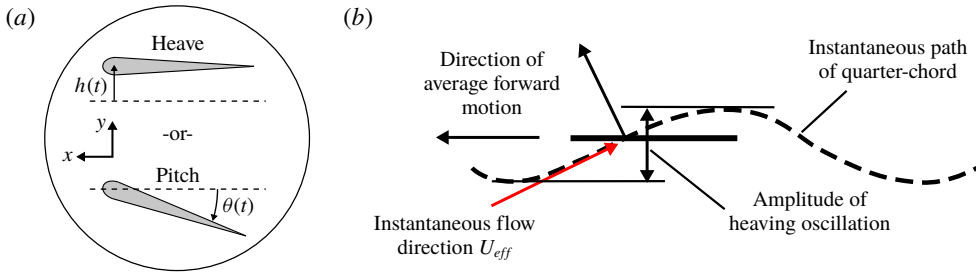 (a)
Heave
h(t)
y
-or-
x
Pitch
θ(t)
(b)
Direction of
average forward
motion
Instantaneous path
of quarter-chord
Instantaneous flow
direction U_eff
Amplitude of
heaving oscillation